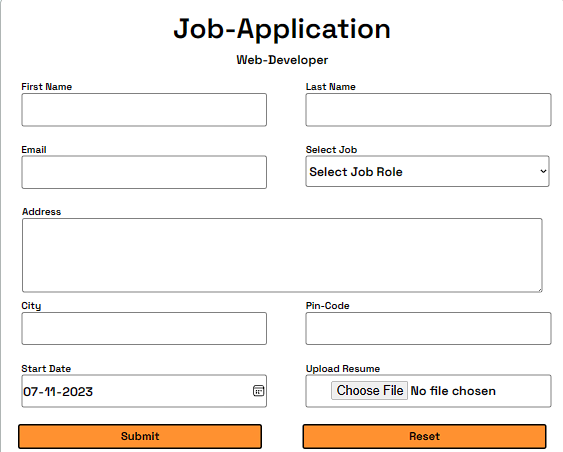 Job-Application
Web-Developer
First Name
Last Name
Email
Select Job
Select Job Role
Address
City
Pin-Code
Start Date
Upload Resume
07-11-2023
Choose File No file chosen
Submit
Reset